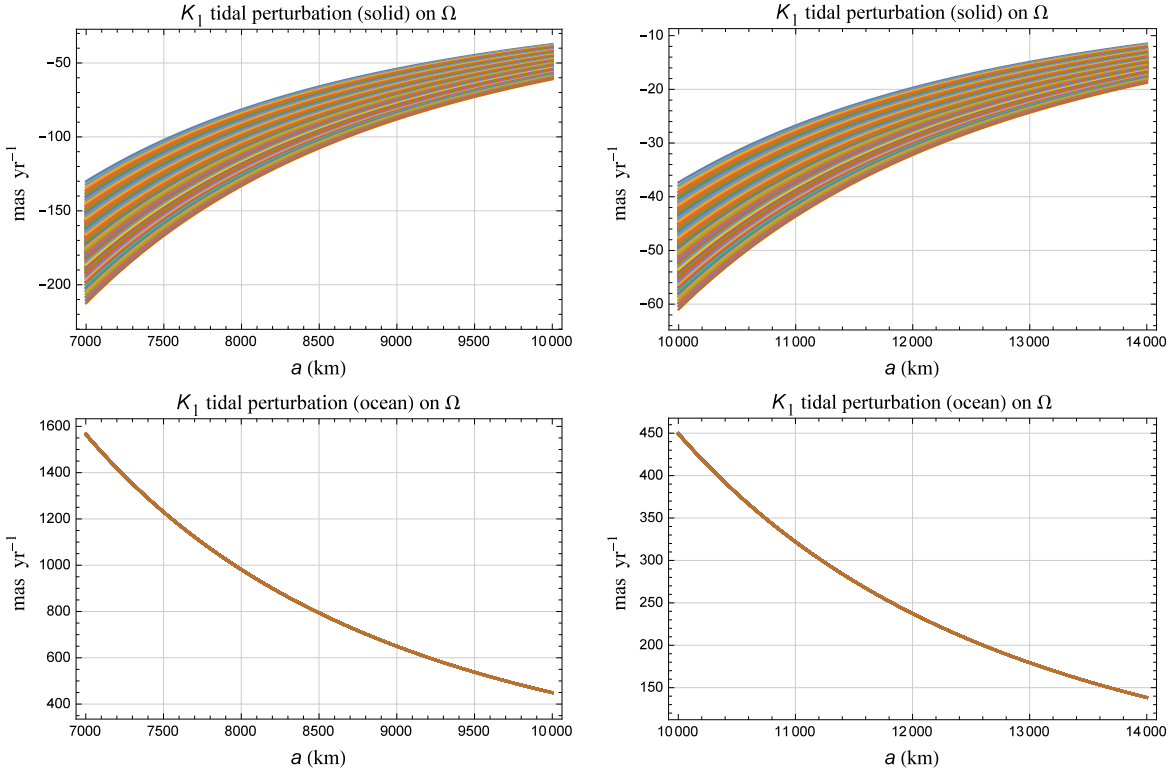 K₁ tidal perturbation (solid) on Ω
mas yr⁻¹
−50
−100
−150
−200
7000 7500 8000 8500 9000 9500 10 000
a (km)
K₁ tidal perturbation (solid) on Ω
mas yr⁻¹
−10
−20
−30
−40
−50
−60
10 000 11 000 12 000 13 000 14 000
a (km)
K₁ tidal perturbation (ocean) on Ω
mas yr⁻¹
1600
1400
1200
1000
800
600
400
7000 7500 8000 8500 9000 9500 10 000
a (km)
K₁ tidal perturbation (ocean) on Ω
mas yr⁻¹
450
400
350
300
250
200
150
10 000 11 000 12 000 13 000 14 000
a (km)